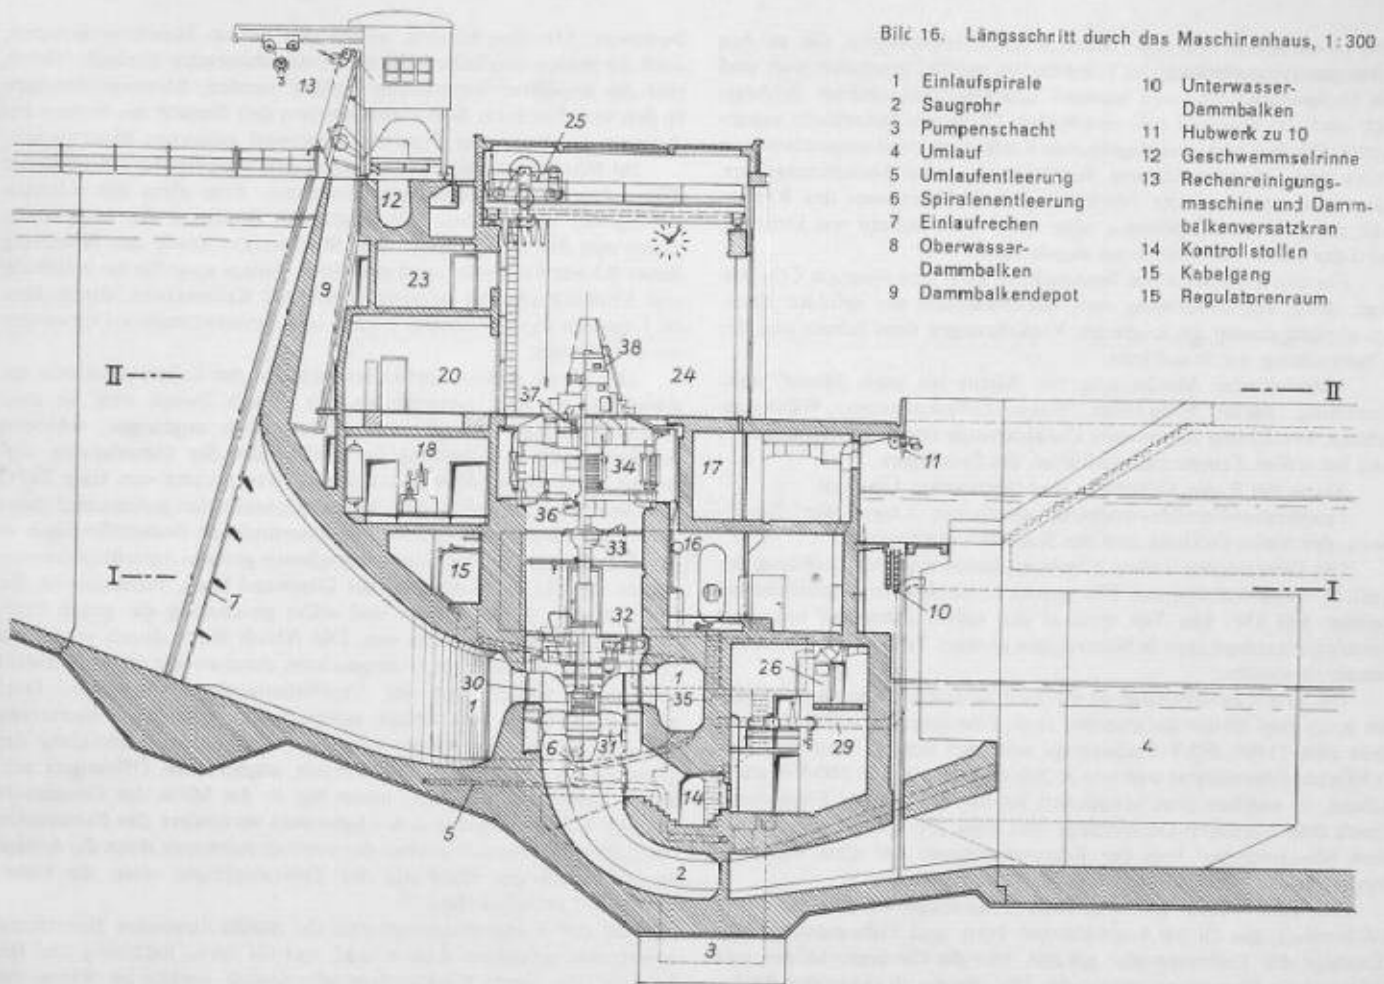 Bild 16. Längsschnitt durch das Maschinenhaus, 1:300
1 Einlaufspirale
2 Saugrohr
3 Pumpenschacht
4 Umlauf
5 Umlaufentleerung
6 Spiralenentleerung
7 Einlaufrechen
8 Oberwasser-
Dammbalken
9 Dammbalkendepot
10 Unterwasser-
Dammbalken
11 Hubwerk zu 10
12 Geschwemmselrinne
13 Rechenreinigungs-
maschine und Damm-
balkenversatzkran
14 Kontrollstollen
15 Kabelgang
15 Regulatorenraum
3
13
25
12
23
9
38
II
20
37
24
II
18
34
17
11
36
33
16
15
I
7
32
10
I
30
1
1
35
26
6
31
29
4
14
5
2
3